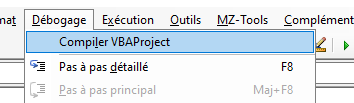 mat Débogage Exécution Outils MZ-Tools Complément
Compiler VBAProject
Pas à pas détaillé F8
Pas à pas principal Maj+F8